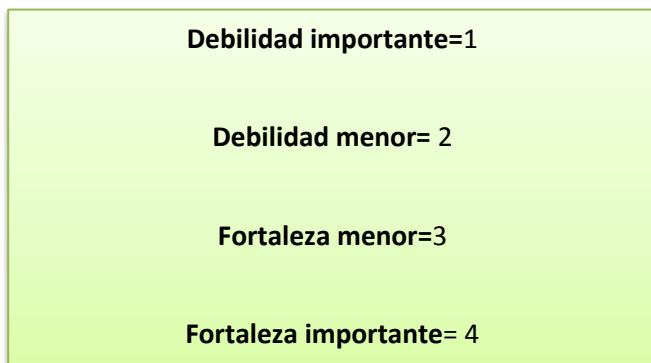 Debilidad importante=1
Debilidad menor= 2
Fortaleza menor=3
Fortaleza importante= 4